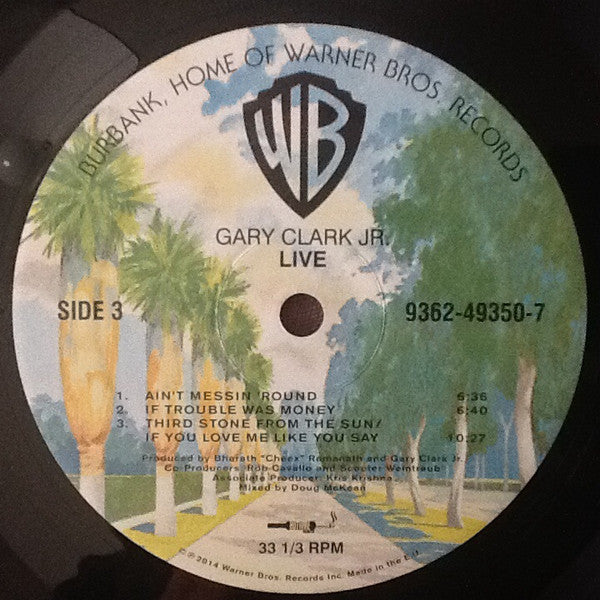 BURBANK, HOME OF WARNER BROS. RECORDS
WB
GARY CLARK JR.
LIVE
SIDE 3
9362-49350-7
1. AIN'T MESSIN 'ROUND 6:36
2. IF TROUBLE WAS MONEY 6:40
3. THIRD STONE FROM THE SUN/
IF YOU LOVE ME LIKE YOU SAY 10:27
Produced by Bharath "Cheex" Ramanath and Gary Clark Jr.
Co-Producers: Rob Cavallo and Scooter Weintraub
Associate Producer: Kris Krishna
Mixed by Doug McKean
33 1/3 RPM
©℗2014 Warner Bros. Records Inc. Made in the E.U.